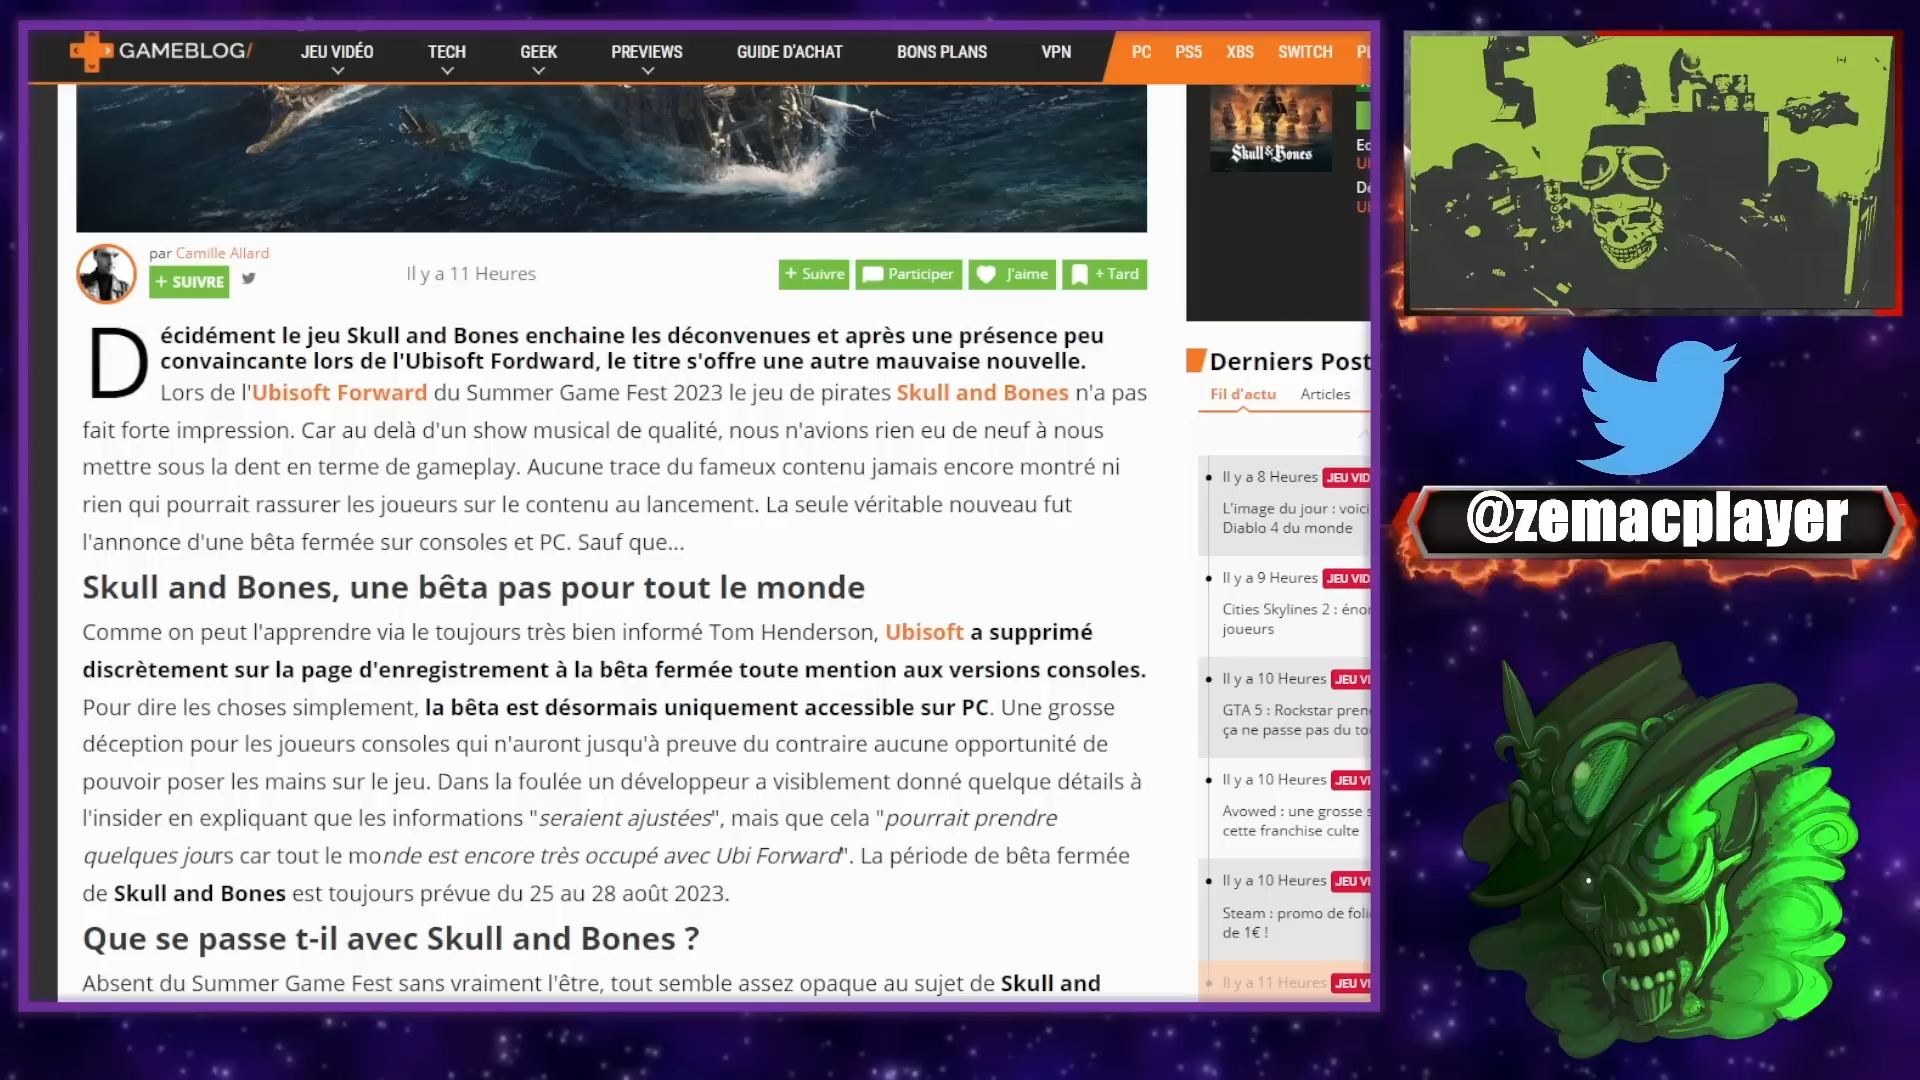 GAMEBLOG/
JEU VIDÉO
TECH
GEEK
PREVIEWS
GUIDE D'ACHAT
BONS PLANS
VPN
PC
PS5
XBS
SWITCH
Skull & Bones
par Camille Allard
+ SUIVRE
Il y a 11 Heures
+ Suivre
Participer
J'aime
+ Tard
Décidément le jeu Skull and Bones enchaine les déconvenues et après une présence peu
convaincante lors de l'Ubisoft Fordward, le titre s'offre une autre mauvaise nouvelle.
Lors de l'Ubisoft Forward du Summer Game Fest 2023 le jeu de pirates Skull and Bones n'a pas
fait forte impression. Car au delà d'un show musical de qualité, nous n'avions rien eu de neuf à nous
mettre sous la dent en terme de gameplay. Aucune trace du fameux contenu jamais encore montré ni
rien qui pourrait rassurer les joueurs sur le contenu au lancement. La seule véritable nouveau fut
l'annonce d'une bêta fermée sur consoles et PC. Sauf que...
Skull and Bones, une bêta pas pour tout le monde
Comme on peut l'apprendre via le toujours très bien informé Tom Henderson, Ubisoft a supprimé
discrètement sur la page d'enregistrement à la bêta fermée toute mention aux versions consoles.
Pour dire les choses simplement, la bêta est désormais uniquement accessible sur PC. Une grosse
déception pour les joueurs consoles qui n'auront jusqu'à preuve du contraire aucune opportunité de
pouvoir poser les mains sur le jeu. Dans la foulée un développeur a visiblement donné quelque détails à
l'insider en expliquant que les informations "seraient ajustées", mais que cela "pourrait prendre
quelques jours car tout le monde est encore très occupé avec Ubi Forward". La période de bêta fermée
de Skull and Bones est toujours prévue du 25 au 28 août 2023.
Que se passe t-il avec Skull and Bones ?
Absent du Summer Game Fest sans vraiment l'être, tout semble assez opaque au sujet de Skull and
Derniers Post
Fil d'actu
Articles
Il y a 8 Heures JEU VID
L'image du jour : voici
Diablo 4 du monde
Il y a 9 Heures JEU VID
Cities Skylines 2 : éno
joueurs
Il y a 10 Heures JEU VI
GTA 5 : Rockstar pren
ça ne passe pas du to
Il y a 10 Heures JEU VI
Avowed : une grosse s
cette franchise culte
Il y a 10 Heures JEU VI
Steam : promo de foli
de 1€ !
Il y a 11 Heures JEU VI
@zemacplayer